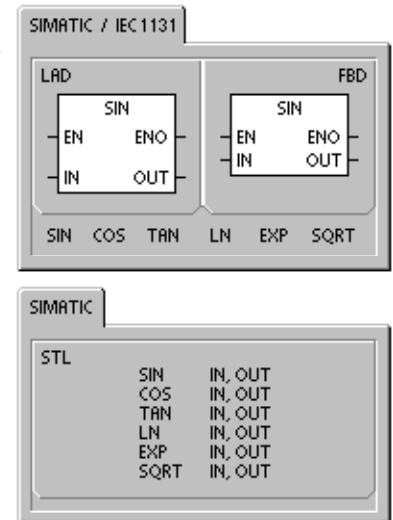 SIMATIC / IEC1131
LAD FBD
SIN SIN
EN ENO EN ENO
IN OUT IN OUT
SIN COS TAN LN EXP SQRT
SIMATIC
STL
SIN IN, OUT
COS IN, OUT
TAN IN, OUT
LN IN, OUT
EXP IN, OUT
SQRT IN, OUT